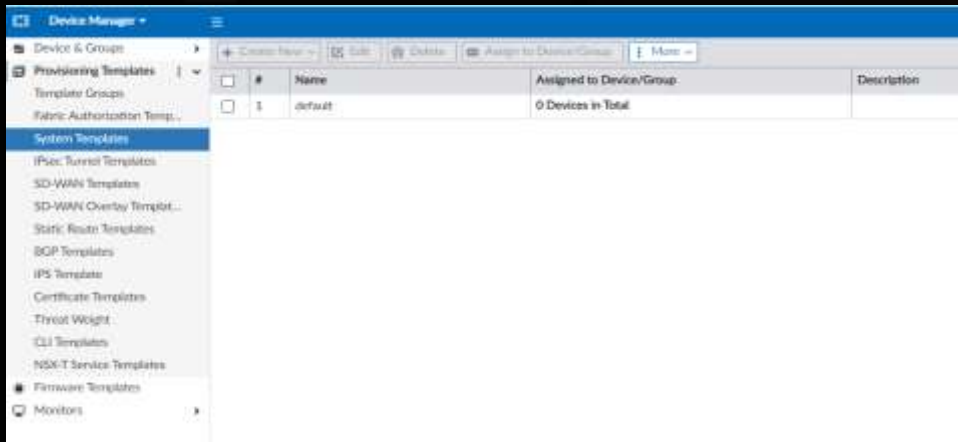 Device Manager
Device & Groups
Provisioning Templates
Template Groups
Fabric Authorization Temp...
System Templates
IPsec Tunnel Templates
SD-WAN Templates
SD-WAN Overlay Templat...
Static Route Templates
BGP Templates
IPS Template
Certificate Templates
Threat Weight
CLI Templates
NSX-T Service Templates
Firmware Templates
Monitors
+ Create New Edit Delete Assign to Device/Group More
# Name Assigned to Device/Group Description
1 default 0 Devices in Total